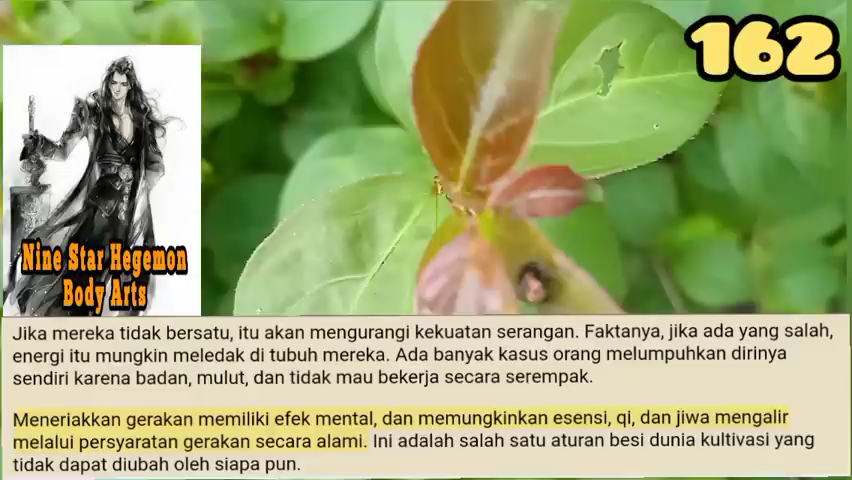 162
Nine Star Hegemon
Body Arts
Jika mereka tidak bersatu, itu akan mengurangi kekuatan serangan. Faktanya, jika ada yang salah,
energi itu mungkin meledak di tubuh mereka. Ada banyak kasus orang melumpuhkan dirinya
sendiri karena badan, mulut, dan tidak mau bekerja secara serempak.
Meneriakkan gerakan memiliki efek mental, dan memungkinkan esensi, qi, dan jiwa mengalir
melalui persyaratan gerakan secara alami. Ini adalah salah satu aturan besi dunia kultivasi yang
tidak dapat diubah oleh siapa pun.